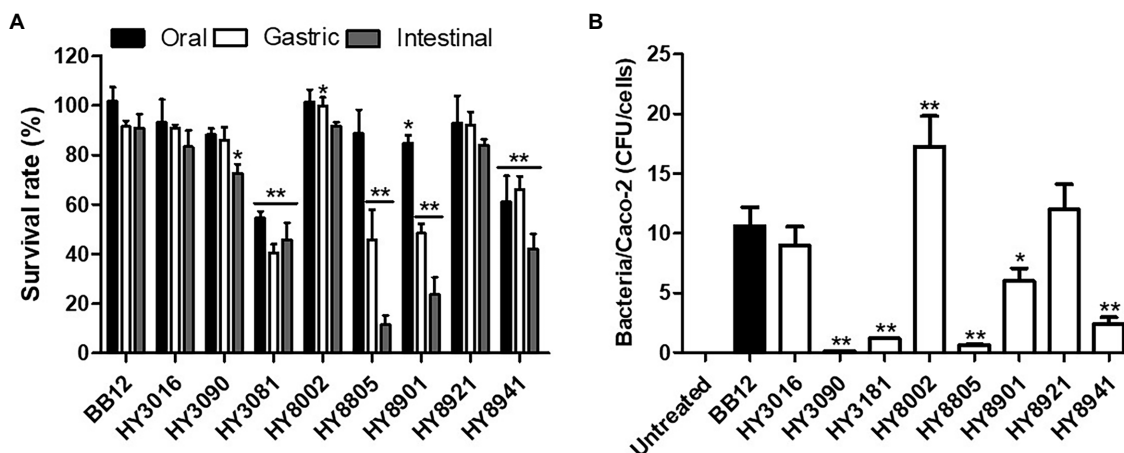 A
Oral Gastric Intestinal
Survival rate (%)
120
100
80
60
40
20
0
*
*
**
*
**
*
**
**
BB12
HY3016
HY3090
HY3081
HY8002
HY8805
HY8901
HY8921
HY8941
B
Bacteria/Caco-2 (CFU/cells)
25
20
15
10
5
0
**
**
**
**
*
**
Untreated
BB12
HY3016
HY3090
HY3181
HY8002
HY8805
HY8901
HY8921
HY8941